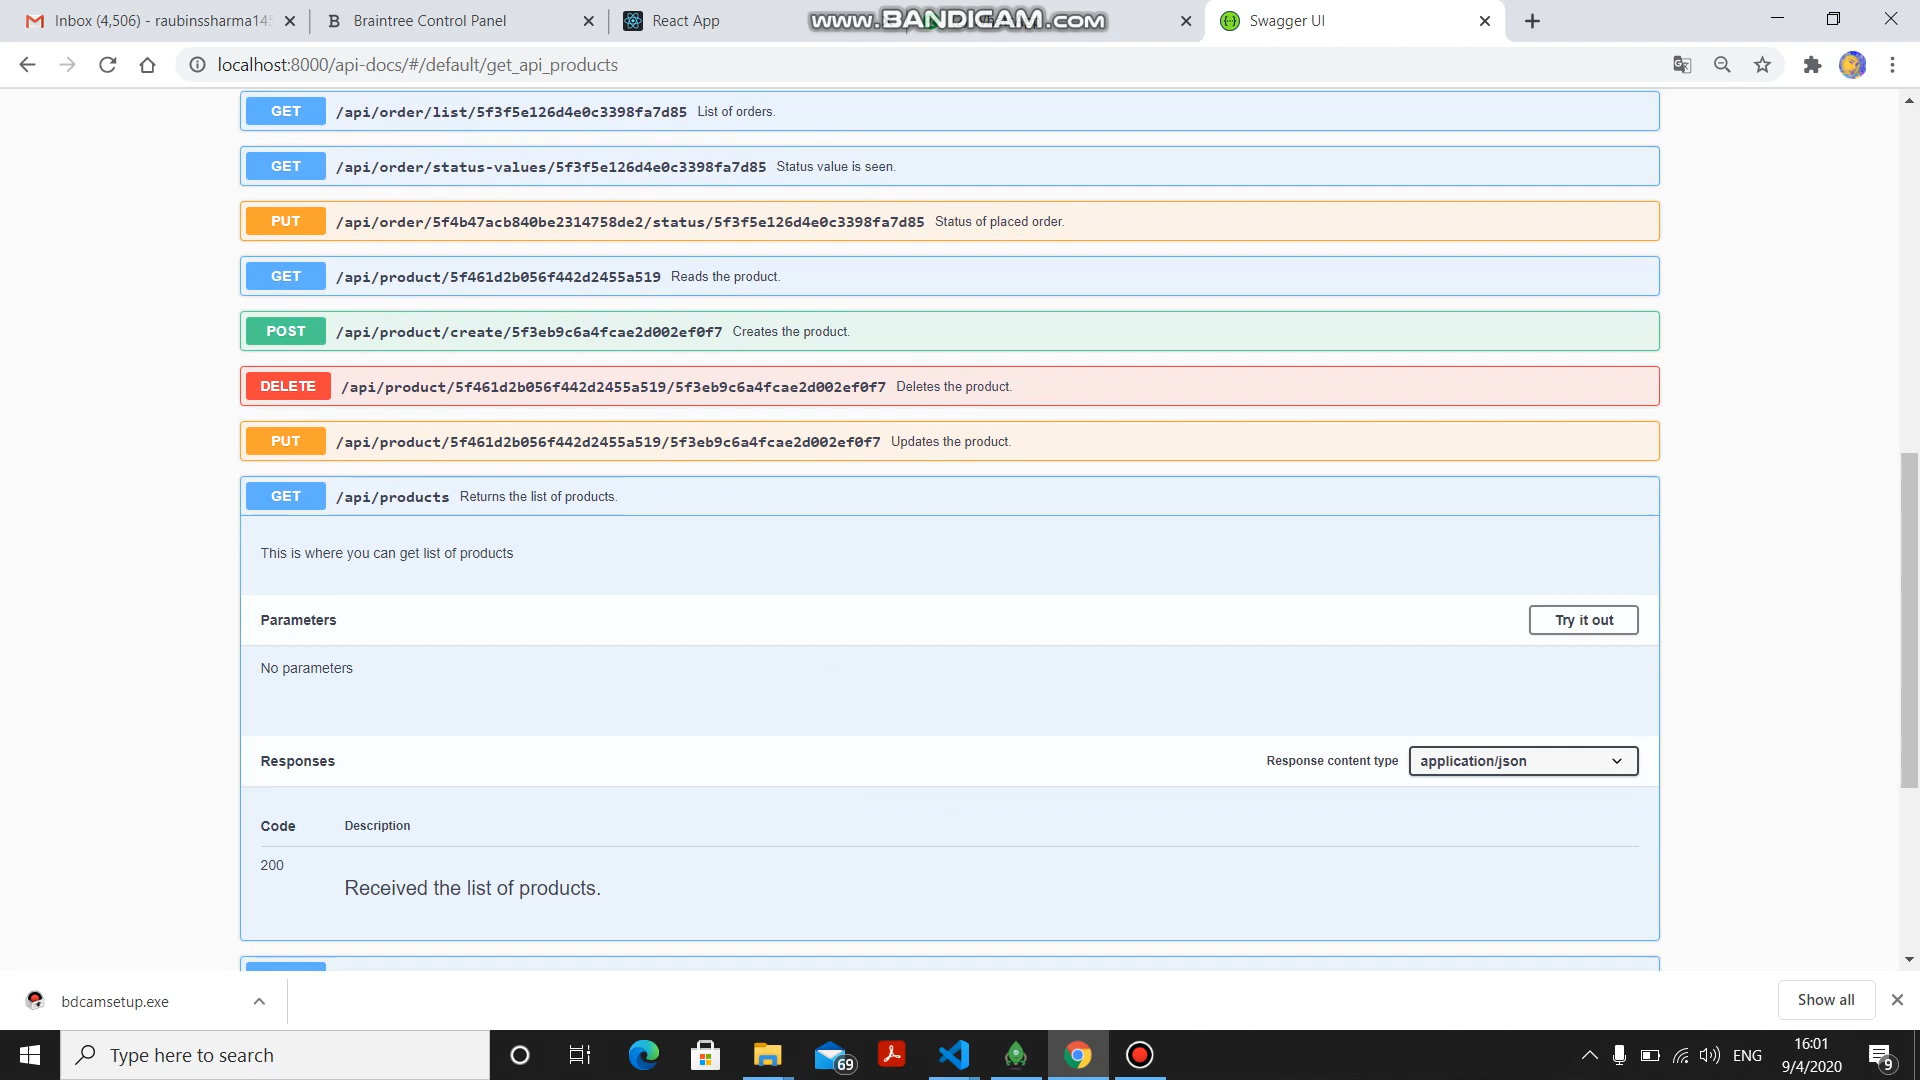 Inbox (4,506) - raubinssharma145
Braintree Control Panel
React App
www.BANDICAM.com
Swagger UI
localhost:8000/api-docs/#/default/get_api_products
GET /api/order/list/5f3f5e126d4e0c3398fa7d85 List of orders.
GET /api/order/status-values/5f3f5e126d4e0c3398fa7d85 Status value is seen.
PUT /api/order/5f4b47acb840be2314758de2/status/5f3f5e126d4e0c3398fa7d85 Status of placed order.
GET /api/product/5f461d2b056f442d2455a519 Reads the product.
POST /api/product/create/5f3eb9c6a4fcae2d002ef0f7 Creates the product.
DELETE /api/product/5f461d2b056f442d2455a519/5f3eb9c6a4fcae2d002ef0f7 Deletes the product.
PUT /api/product/5f461d2b056f442d2455a519/5f3eb9c6a4fcae2d002ef0f7 Updates the product.
GET /api/products Returns the list of products.
This is where you can get list of products
Parameters
Try it out
No parameters
Responses
Response content type application/json
Code Description
200
Received the list of products.
bdcamsetup.exe
Show all
Type here to search
69
ENG
16:01
9/4/2020
9